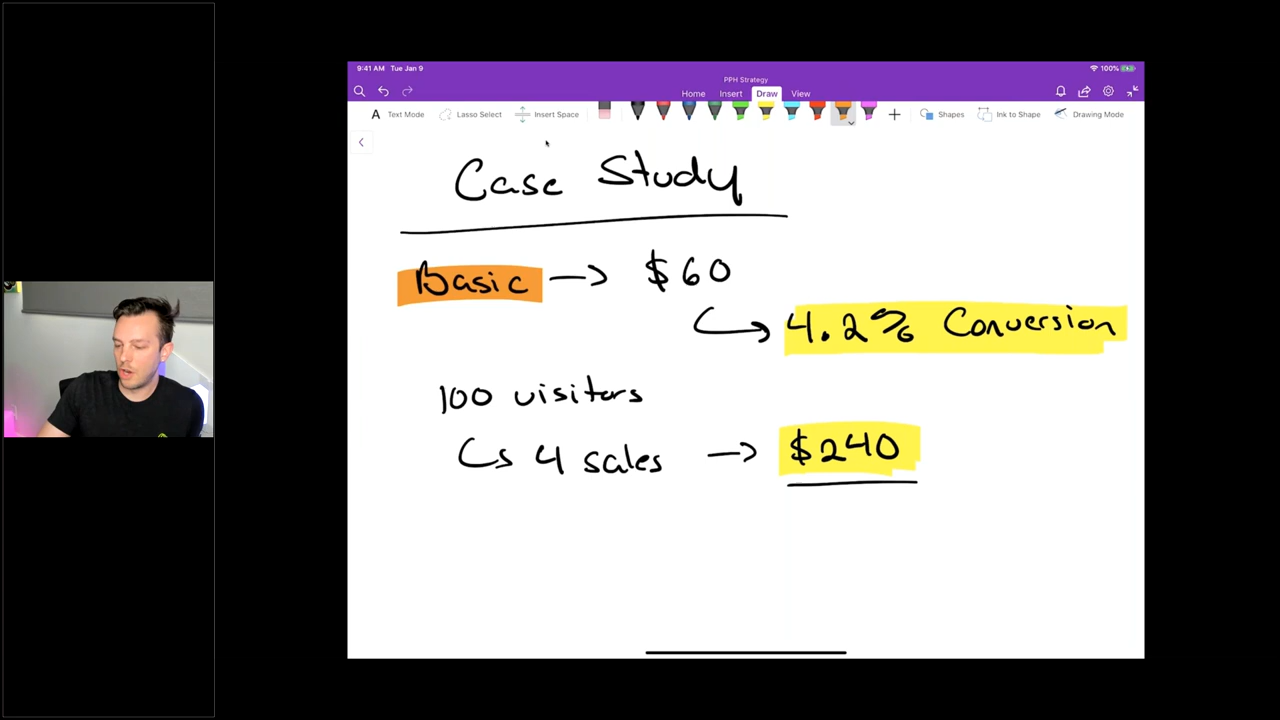 9:41 AM Tue Jan 9
100%
PPH Strategy
Home Insert Draw View
A Text Mode Lasso Select Insert Space Shapes Ink to Shape Drawing Mode
Case Study
Basic → $60
↪ 4.2% Conversion
100 visitors
↪ 4 sales → $240